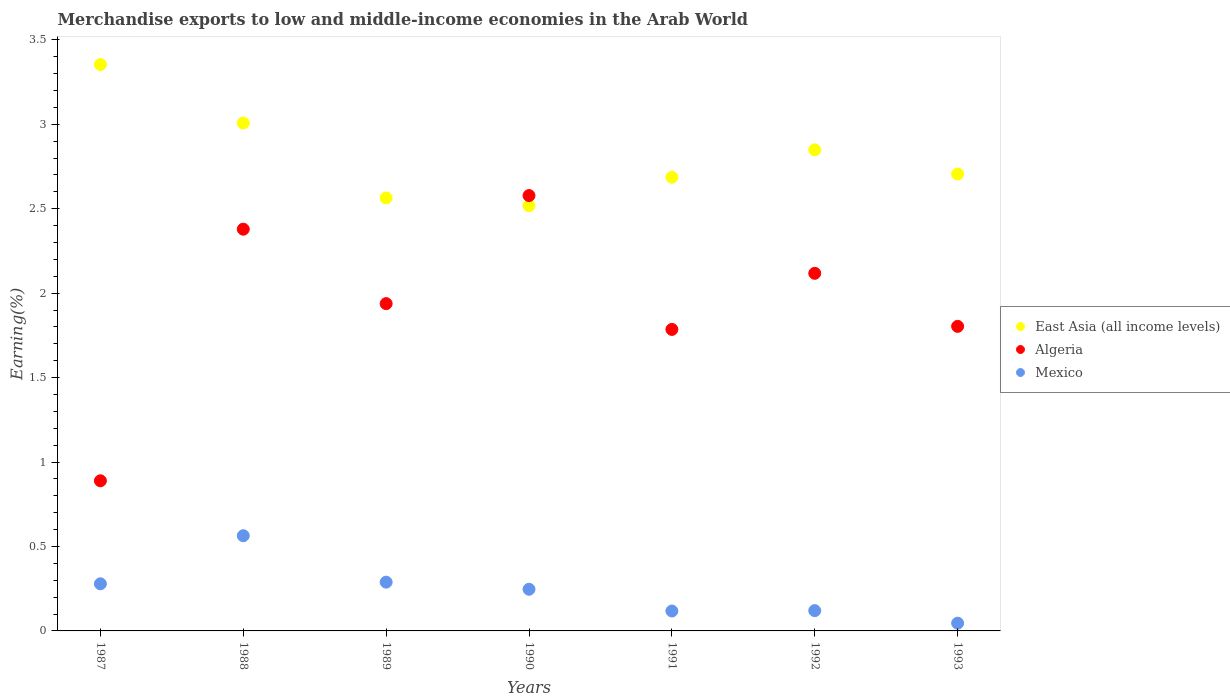 Merchandise exports to low and middle-income economies in the Arab World
3.5
3
2.5
2
1.5
1
0.5
0
Earning(%)
1987
1988
1989
1990
1991
1992
1993
Years
East Asia (all income levels)
Algeria
Mexico